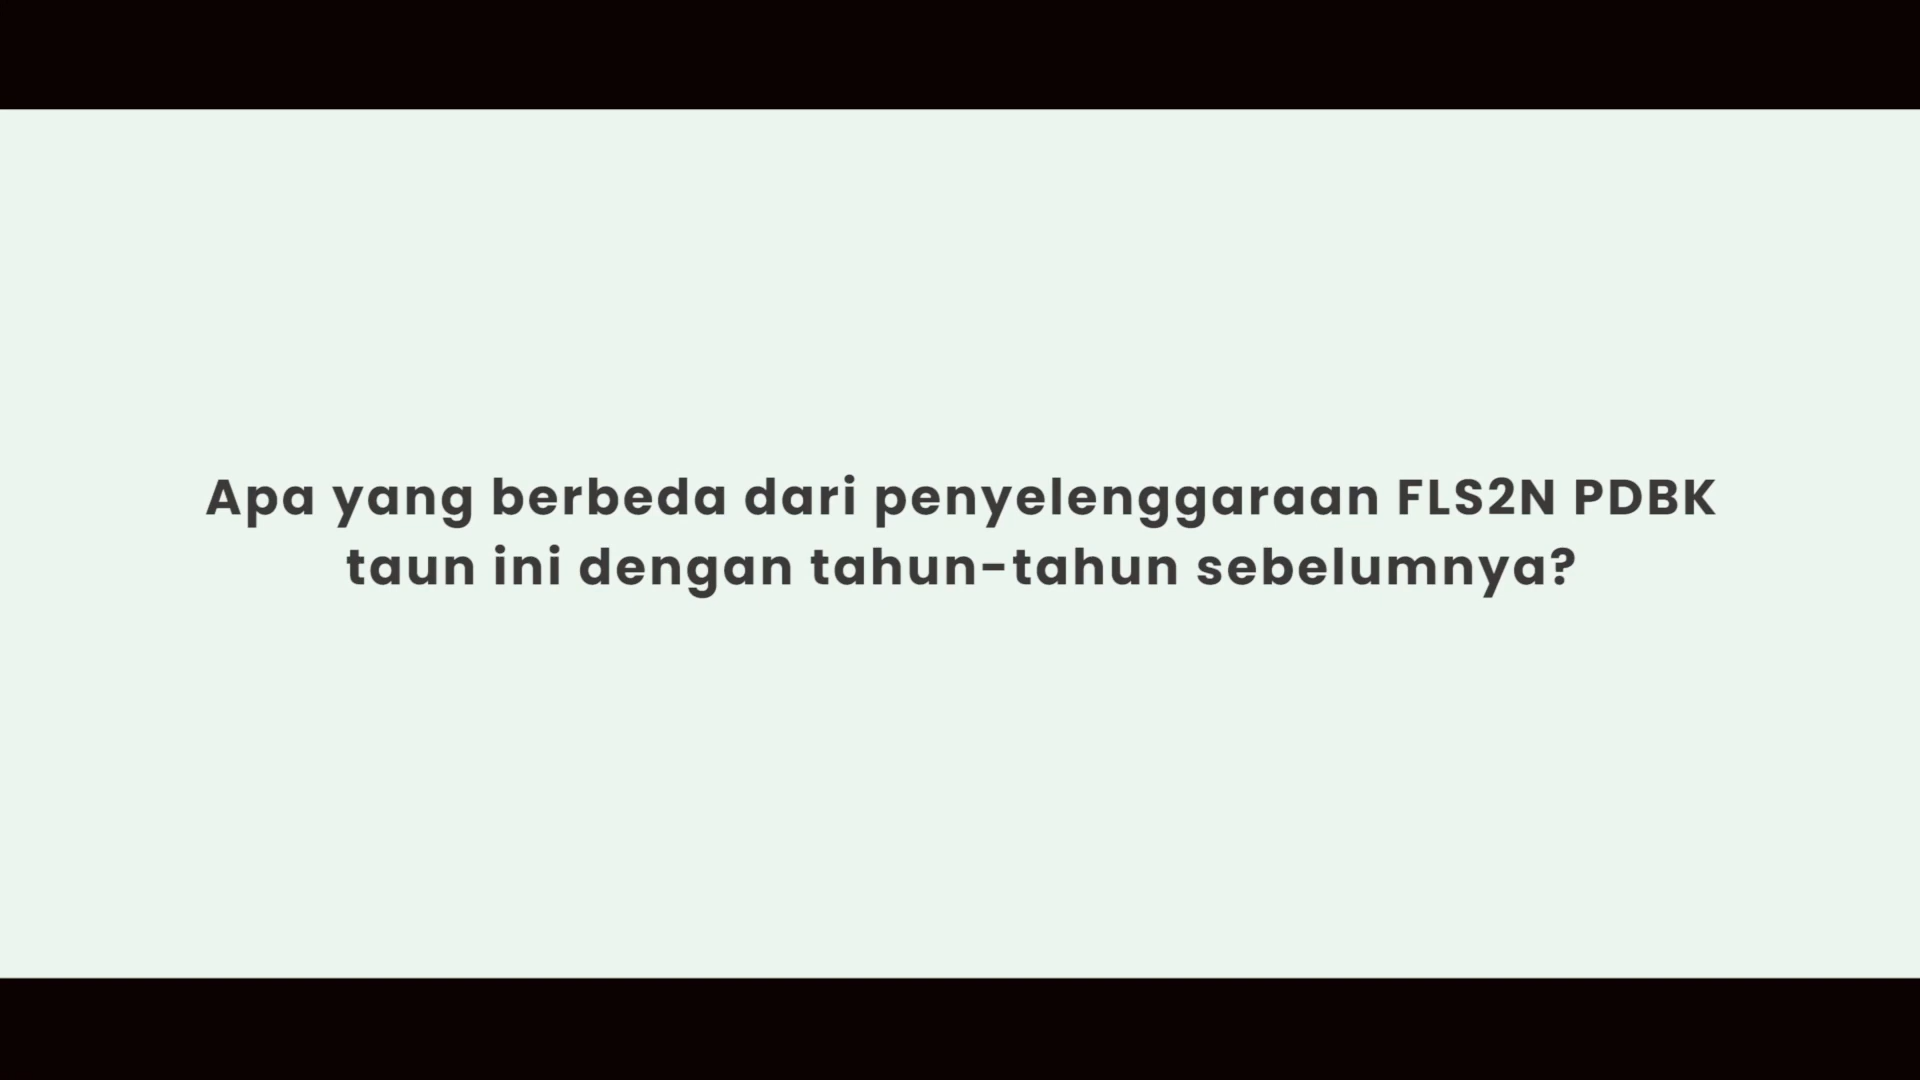 Apa yang berbeda dari penyelenggaraan FLS2N PDBK
taun ini dengan tahun-tahun sebelumnya?